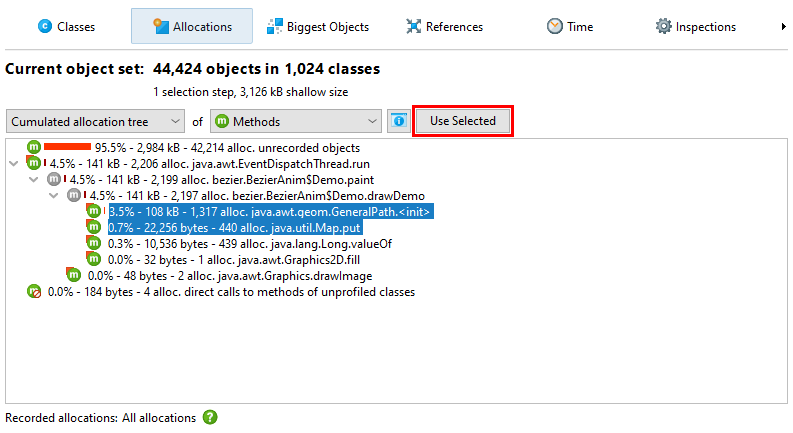 Classes Allocations Biggest Objects References Time Inspections
Current object set: 44,424 objects in 1,024 classes
1 selection step, 3,126 kB shallow size
Cumulated allocation tree of Methods Use Selected
95.5% - 2,984 kB - 42,214 alloc. unrecorded objects
4.5% - 141 kB - 2,206 alloc. java.awt.EventDispatchThread.run
4.5% - 141 kB - 2,199 alloc. bezier.BezierAnim$Demo.paint
4.5% - 141 kB - 2,197 alloc. bezier.BezierAnim$Demo.drawDemo
3.5% - 108 kB - 1,317 alloc. java.awt.geom.GeneralPath.<init>
0.7% - 22,256 bytes - 440 alloc. java.util.Map.put
0.3% - 10,536 bytes - 439 alloc. java.lang.Long.valueOf
0.0% - 32 bytes - 1 alloc. java.awt.Graphics2D.fill
0.0% - 48 bytes - 2 alloc. java.awt.Graphics.drawImage
0.0% - 184 bytes - 4 alloc. direct calls to methods of unprofiled classes
Recorded allocations: All allocations